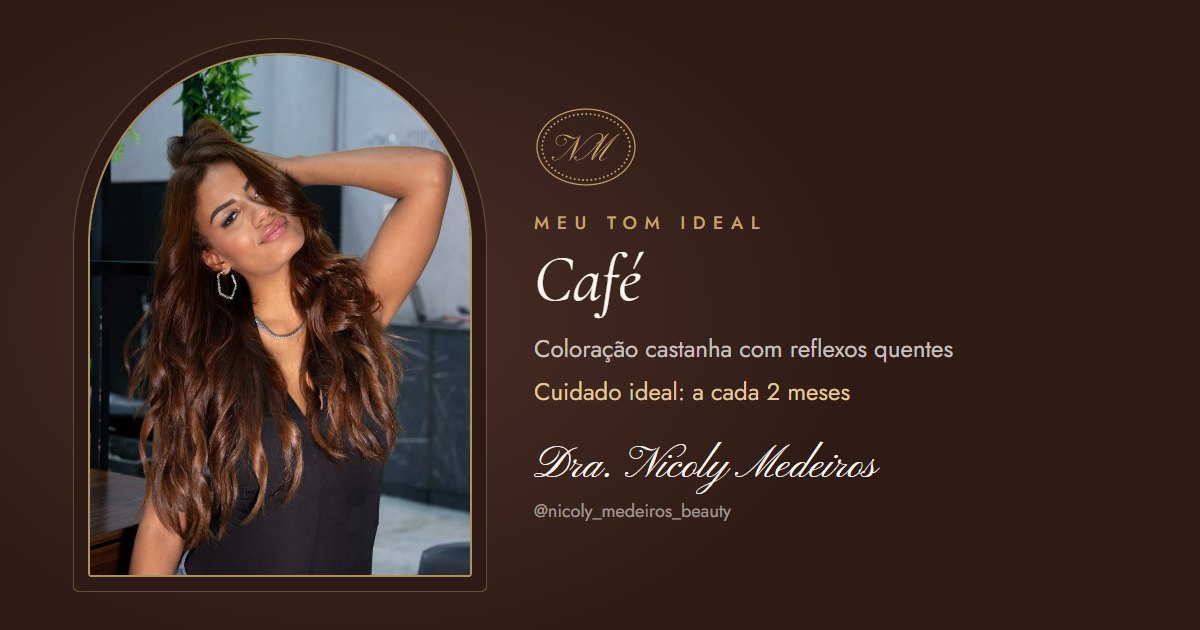 NM
MEU TOM IDEAL
Café
Coloração castanha com reflexos quentes
Cuidado ideal: a cada 2 meses
Dra. Nicoly Medeiros
@nicoly_medeiros_beauty